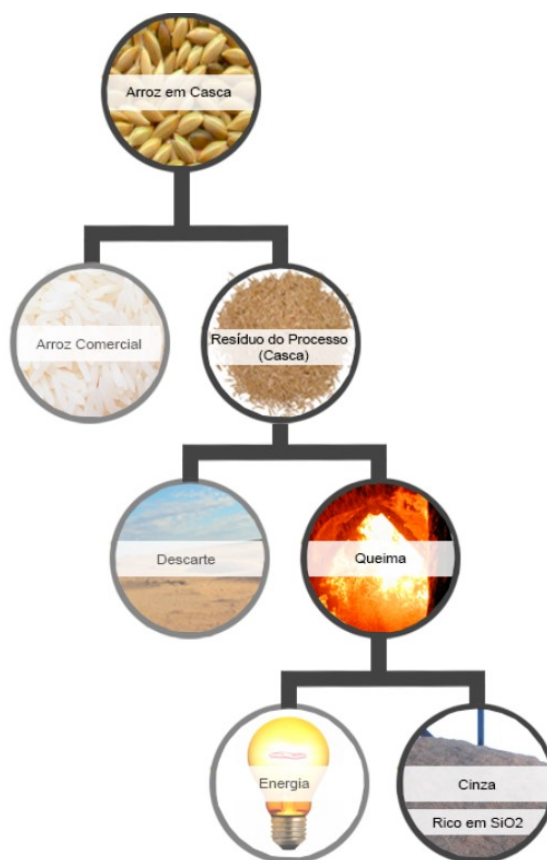 Arroz em Casca
Arroz Comercial
Resíduo do Processo
(Casca)
Descarte
Queima
Energia
Cinza
Rico em SiO2